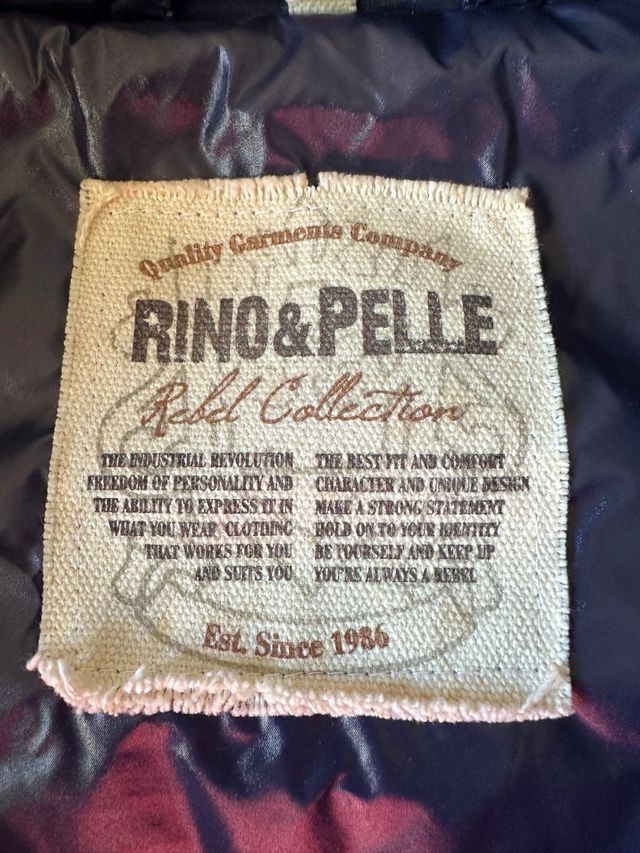 Quality Garments Company
RINO&PELLE
Rebel Collection
THE INDUSTRIAL REVOLUTION
FREEDOM OF PERSONALITY AND
THE ABILITY TO EXPRESS IT IN
WHAT YOU WEAR CLOTHING
THAT WORKS FOR YOU
AND SUITS YOU
THE BEST FIT AND COMFORT
CHARACTER AND UNIQUE DESIGN
MAKE A STRONG STATEMENT
HOLD ON TO YOUR IDENTITY
BE YOURSELF AND KEEP UP
YOU'RE ALWAYS A REBEL
Est. Since 1986